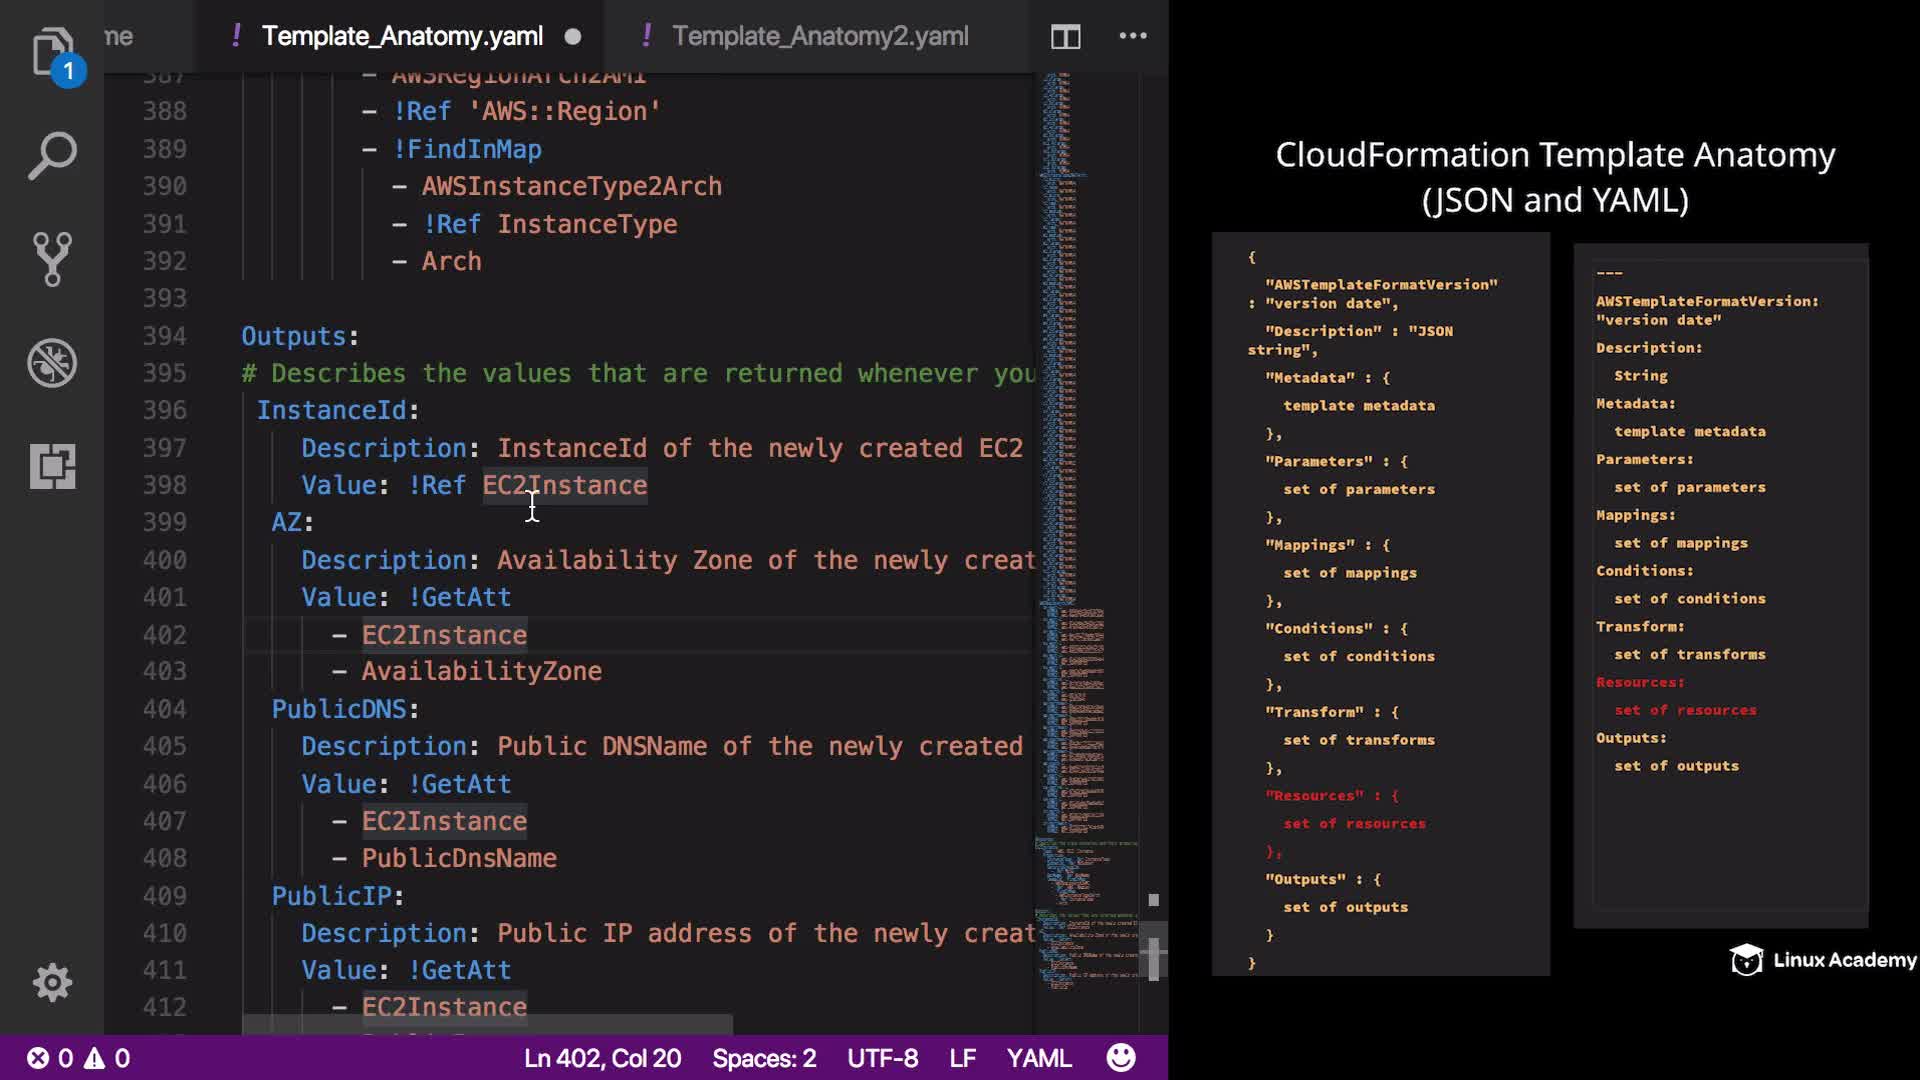 me
! Template_Anatomy.yaml
! Template_Anatomy2.yaml
1
387 - AWSRegionArch2AMI
388 - !Ref 'AWS::Region'
389 - !FindInMap
390 - AWSInstanceType2Arch
391 - !Ref InstanceType
392 - Arch
393
394 Outputs:
395 # Describes the values that are returned whenever you
396 InstanceId:
397 Description: InstanceId of the newly created EC2
398 Value: !Ref EC2Instance
399 AZ:
400 Description: Availability Zone of the newly creat
401 Value: !GetAtt
402 - EC2Instance
403 - AvailabilityZone
404 PublicDNS:
405 Description: Public DNSName of the newly created
406 Value: !GetAtt
407 - EC2Instance
408 - PublicDnsName
409 PublicIP:
410 Description: Public IP address of the newly creat
411 Value: !GetAtt
412 - EC2Instance
0 0
Ln 402, Col 20 Spaces: 2 UTF-8 LF YAML
CloudFormation Template Anatomy
(JSON and YAML)
{
"AWSTemplateFormatVersion"
: "version date",
"Description" : "JSON
string",
"Metadata" : {
template metadata
},
"Parameters" : {
set of parameters
},
"Mappings" : {
set of mappings
},
"Conditions" : {
set of conditions
},
"Transform" : {
set of transforms
},
"Resources" : {
set of resources
},
"Outputs" : {
set of outputs
}
}
---
AWSTemplateFormatVersion:
"version date"
Description:
String
Metadata:
template metadata
Parameters:
set of parameters
Mappings:
set of mappings
Conditions:
set of conditions
Transform:
set of transforms
Resources:
set of resources
Outputs:
set of outputs
Linux Academy